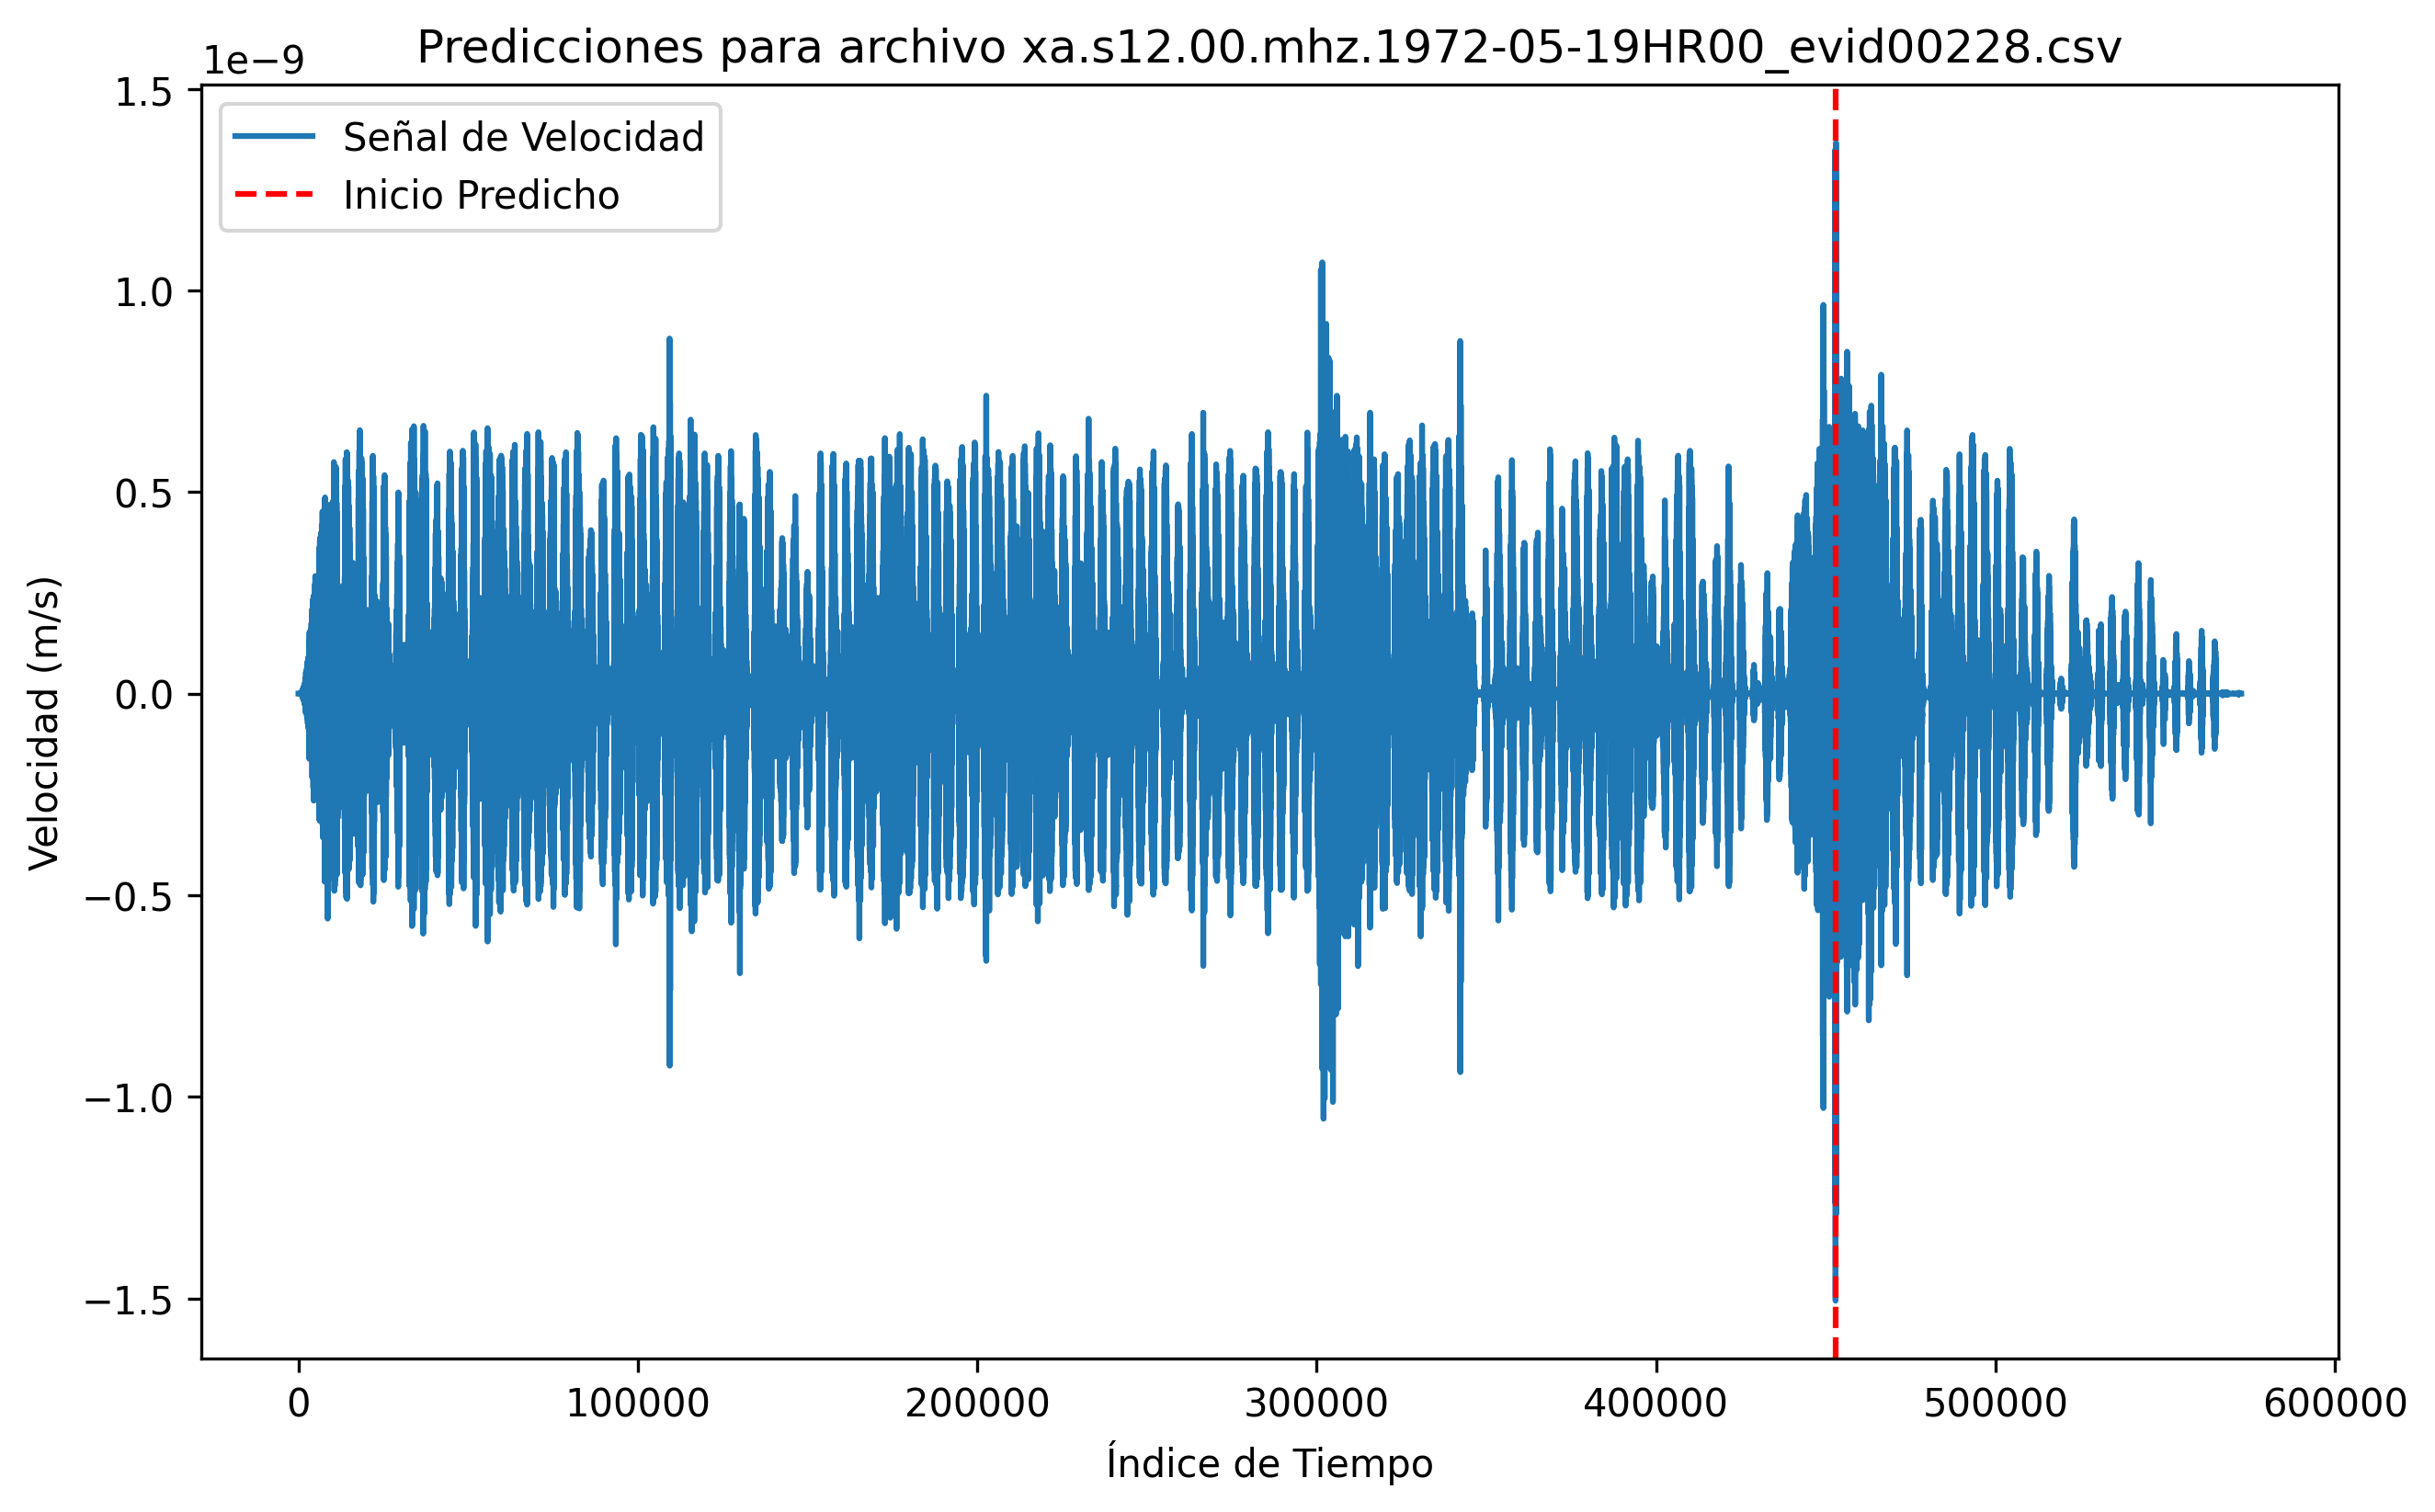 Predicciones para archivo xa.s12.00.mhz.1972-05-19HR00_evid00228.csv
1e−9
Señal de Velocidad
Inicio Predicho
1.5
1.0
0.5
0.0
−0.5
−1.0
−1.5
Velocidad (m/s)
0 100000 200000 300000 400000 500000 600000
Índice de Tiempo